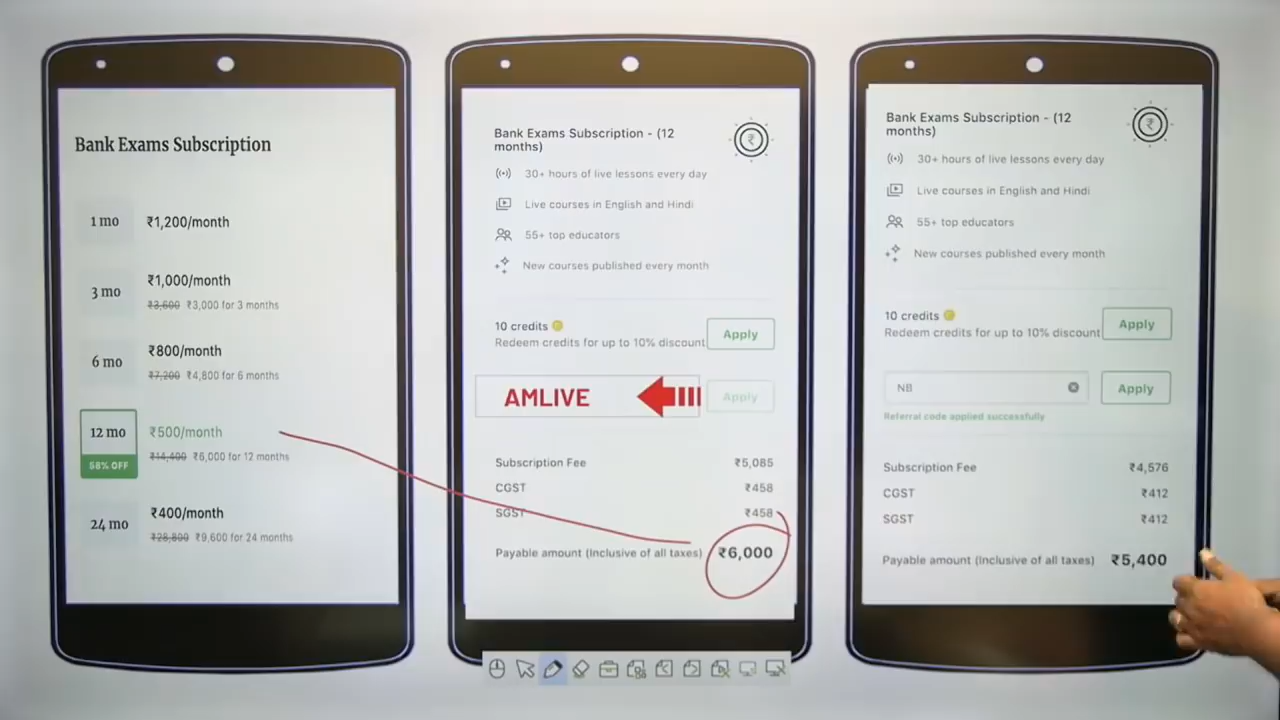 Bank Exams Subscription
1 mo
₹1,200/month
3 mo
₹1,000/month
₹3,600 ₹3,000 for 3 months
6 mo
₹800/month
₹7,200 ₹4,800 for 6 months
12 mo
58% OFF
₹500/month
₹14,400 ₹6,000 for 12 months
24 mo
₹400/month
₹28,800 ₹9,600 for 24 months
Bank Exams Subscription - (12
months)
₹
30+ hours of live lessons every day
Live courses in English and Hindi
55+ top educators
New courses published every month
10 credits
Redeem credits for up to 10% discount
Apply
AMLIVE
Apply
Subscription Fee ₹5,085
CGST ₹458
SGST ₹458
Payable amount (Inclusive of all taxes) ₹6,000
Bank Exams Subscription - (12
months)
₹
30+ hours of live lessons every day
Live courses in English and Hindi
55+ top educators
New courses published every month
10 credits
Redeem credits for up to 10% discount
Apply
NB
Apply
Referral code applied successfully
Subscription Fee ₹4,576
CGST ₹412
SGST ₹412
Payable amount (Inclusive of all taxes) ₹5,400